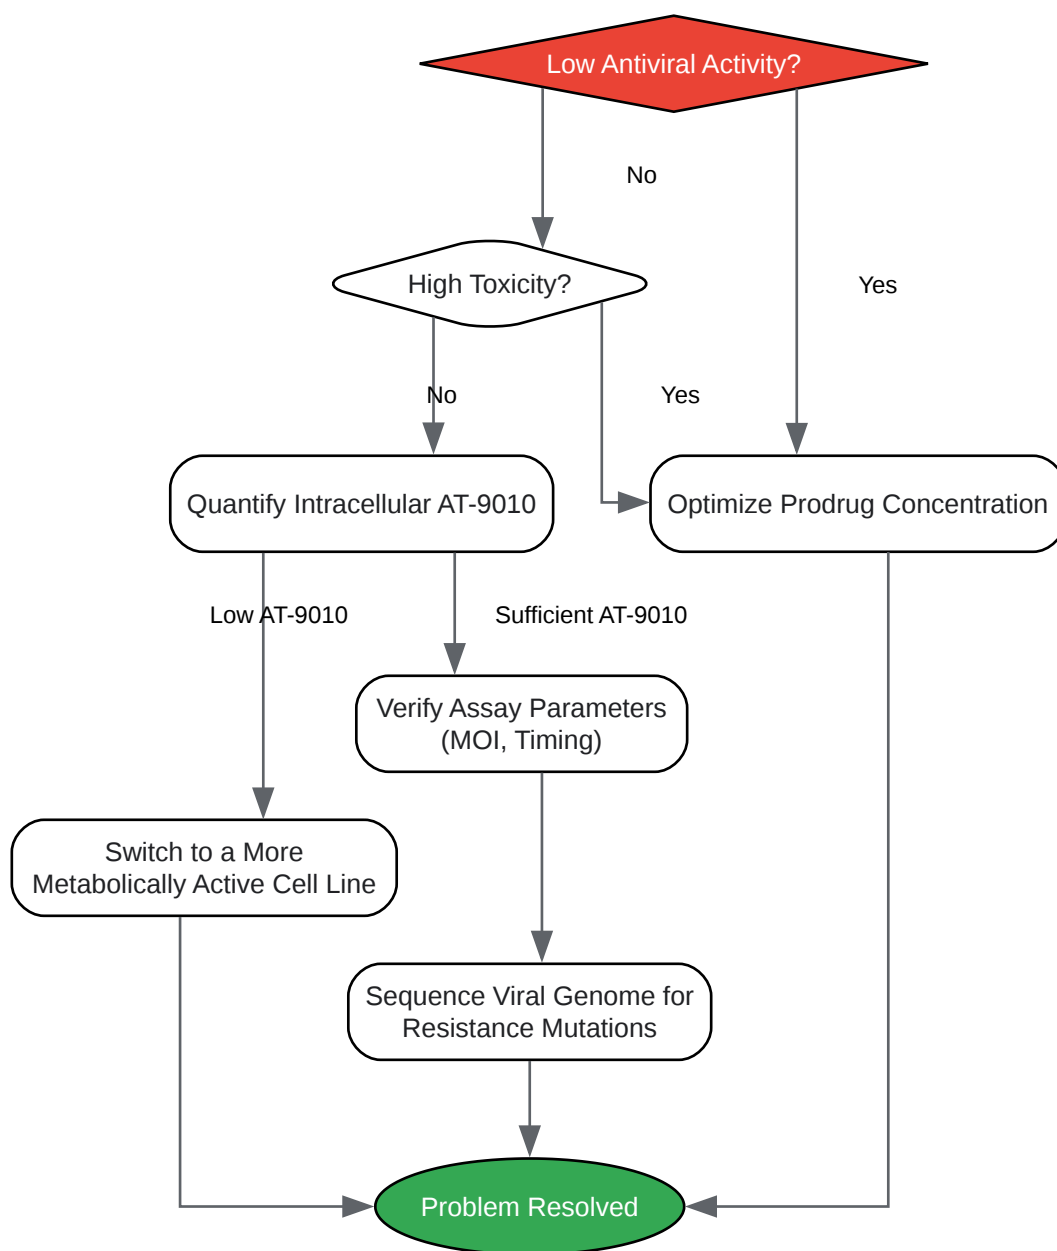 Low Antiviral Activity?
No
High Toxicity?
Yes
No
Yes
Quantify Intracellular AT-9010
Optimize Prodrug Concentration
Low AT-9010
Sufficient AT-9010
Verify Assay Parameters
(MOI, Timing)
Switch to a More
Metabolically Active Cell Line
Sequence Viral Genome for
Resistance Mutations
Problem Resolved